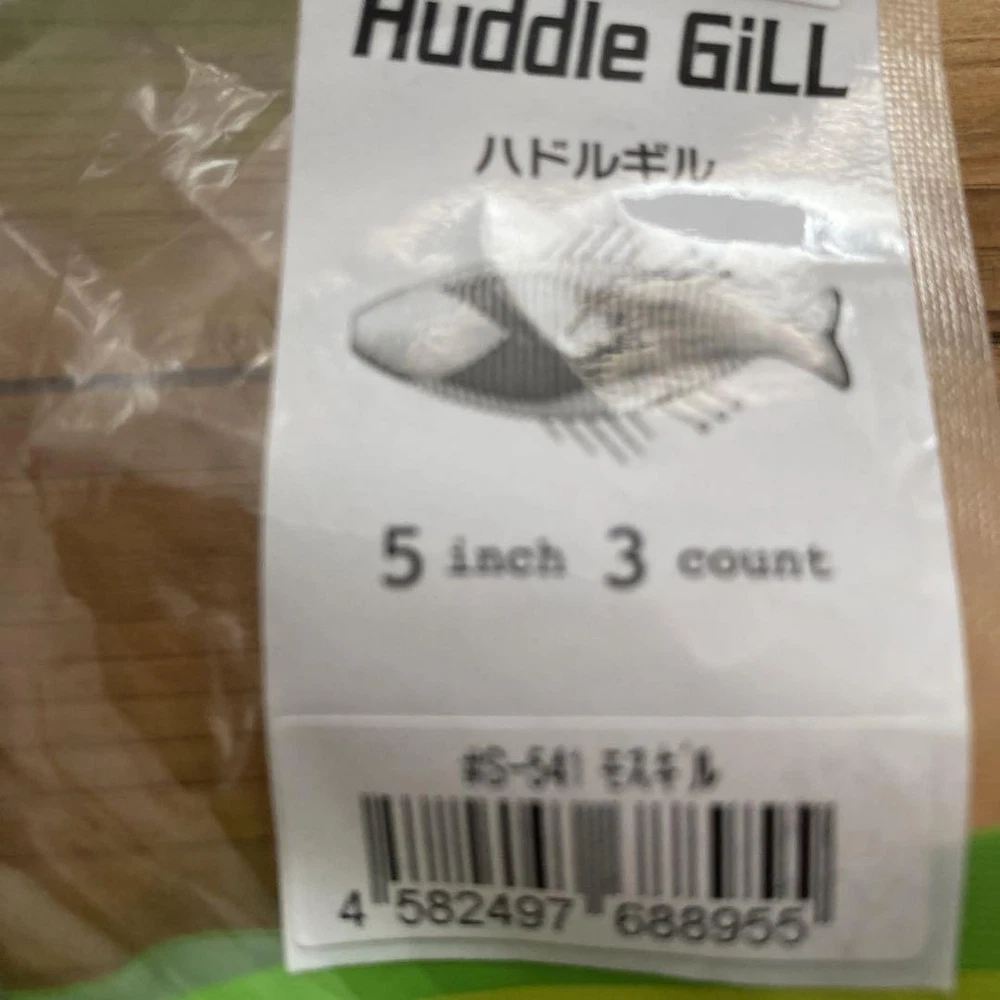 Huddle GiLL
ハドルギル
5 inch 3 count
#S-541 モスギル
4 582497 688955